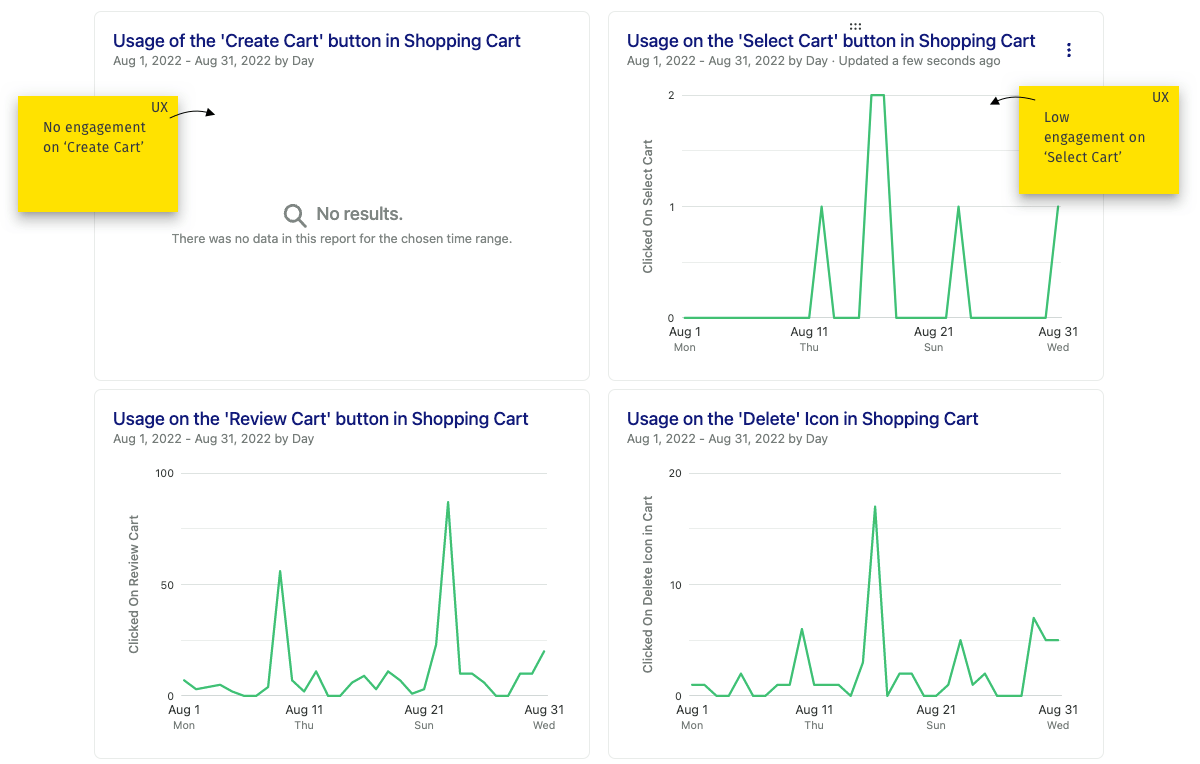 Usage of the 'Create Cart' button in Shopping Cart
Aug 1, 2022 - Aug 31, 2022 by Day
UX
No engagement
on ‘Create Cart’
No results.
There was no data in this report for the chosen time range.
Usage on the 'Select Cart' button in Shopping Cart
Aug 1, 2022 - Aug 31, 2022 by Day · Updated a few seconds ago
UX
Low
engagement on
‘Select Cart’
Clicked On Select Cart
2
1
0
Aug 1 Aug 11 Aug 21 Aug 31
Mon Thu Sun Wed
Usage on the 'Review Cart' button in Shopping Cart
Aug 1, 2022 - Aug 31, 2022 by Day
Clicked On Review Cart
100
50
0
Aug 1 Aug 11 Aug 21 Aug 31
Mon Thu Sun Wed
Usage on the 'Delete' Icon in Shopping Cart
Aug 1, 2022 - Aug 31, 2022 by Day
Clicked On Delete Icon in Cart
20
10
0
Aug 1 Aug 11 Aug 21 Aug 31
Mon Thu Sun Wed